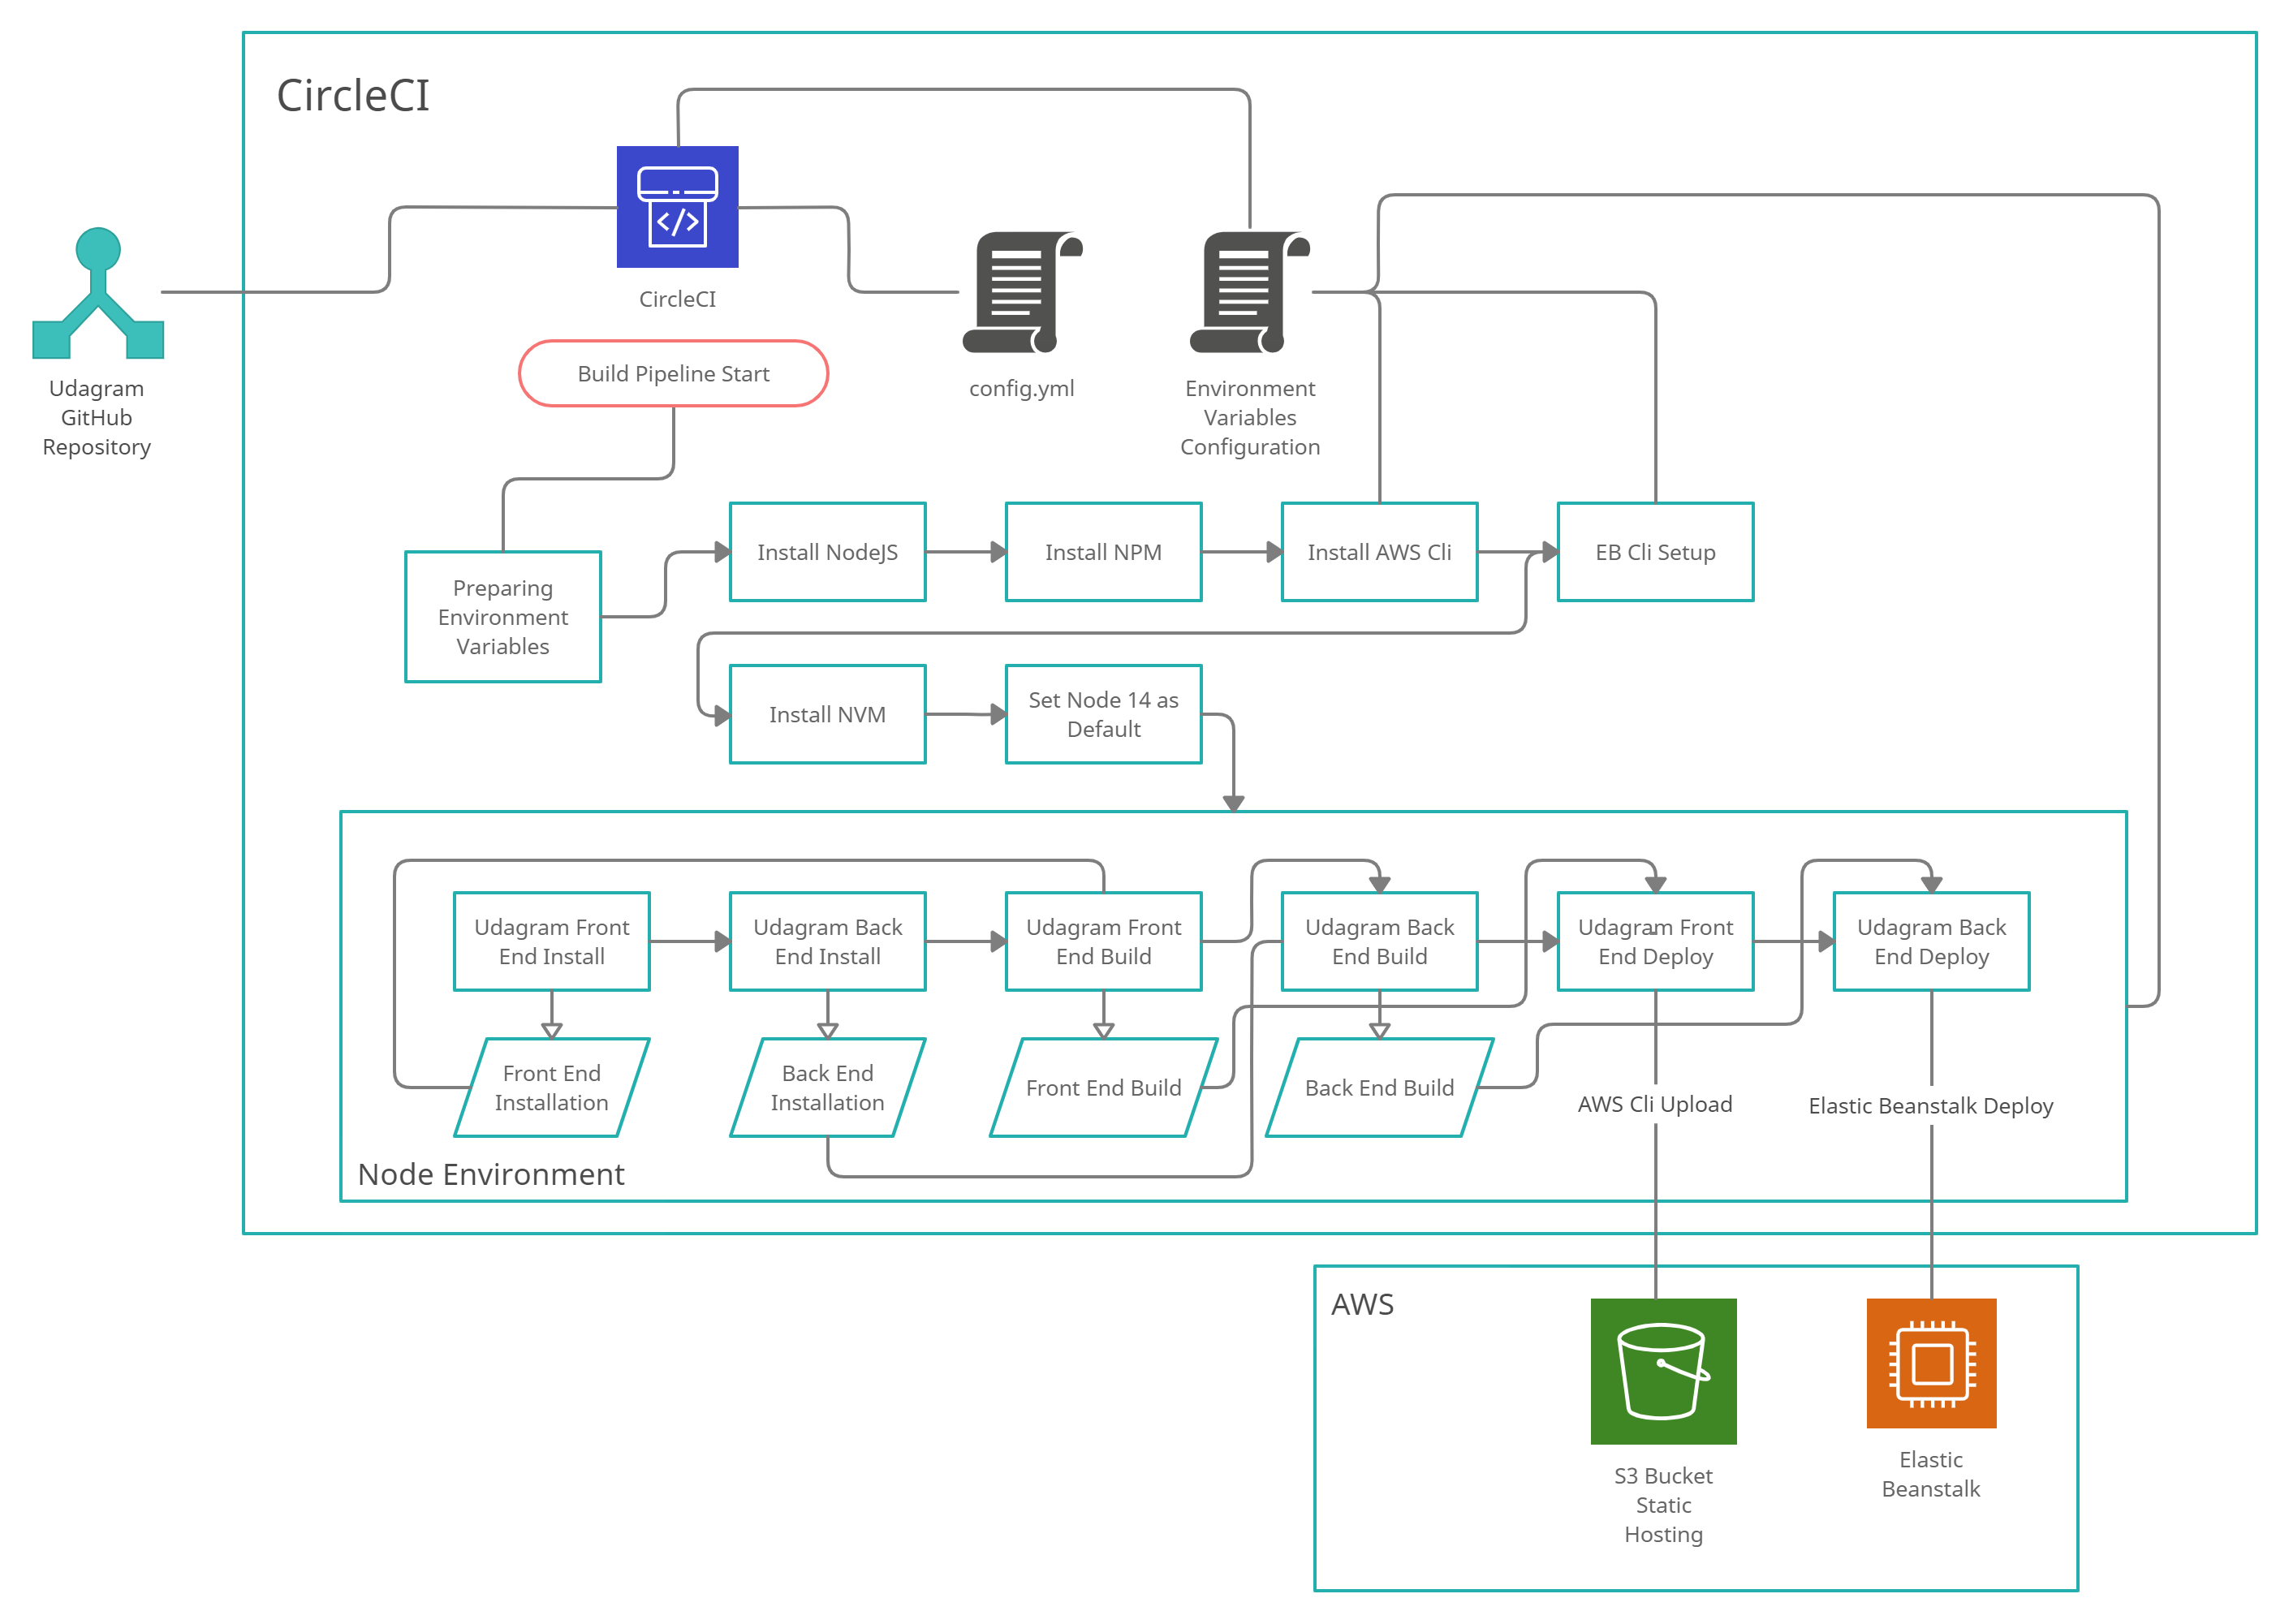 CircleCI
CircleCI
Udagram
GitHub
Repository
Build Pipeline Start
config.yml
Environment
Variables
Configuration
Preparing
Environment
Variables
Install NodeJS
Install NPM
Install AWS Cli
EB Cli Setup
Install NVM
Set Node 14 as
Default
Udagram Front
End Install
Udagram Back
End Install
Udagram Front
End Build
Udagram Back
End Build
Udagram Front
End Deploy
Udagram Back
End Deploy
Front End
Installation
Back End
Installation
Front End Build
Back End Build
AWS Cli Upload
Elastic Beanstalk Deploy
Node Environment
AWS
S3 Bucket
Static
Hosting
Elastic
Beanstalk